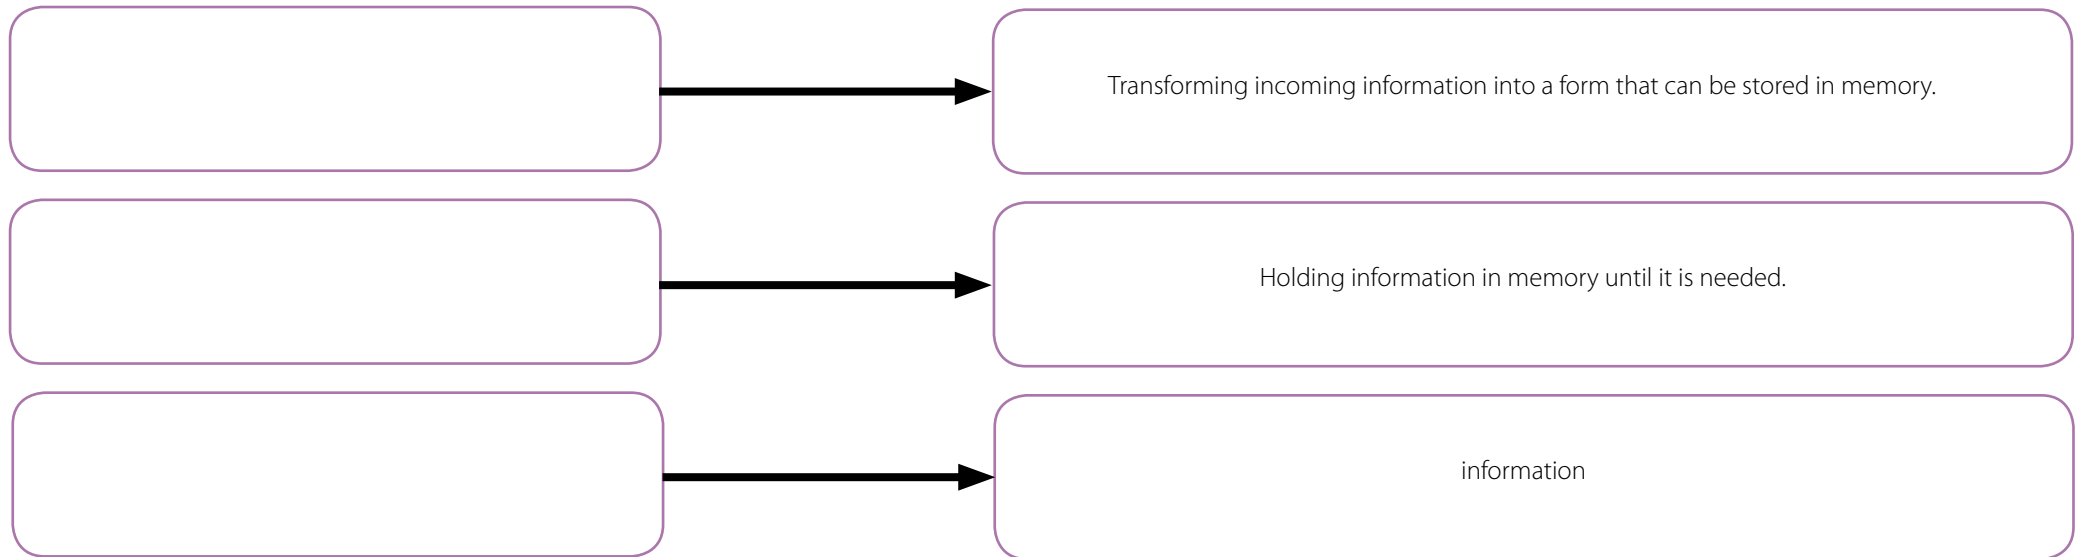 Transforming incoming information into a form that can be stored in memory.
Holding information in memory until it is needed.
information